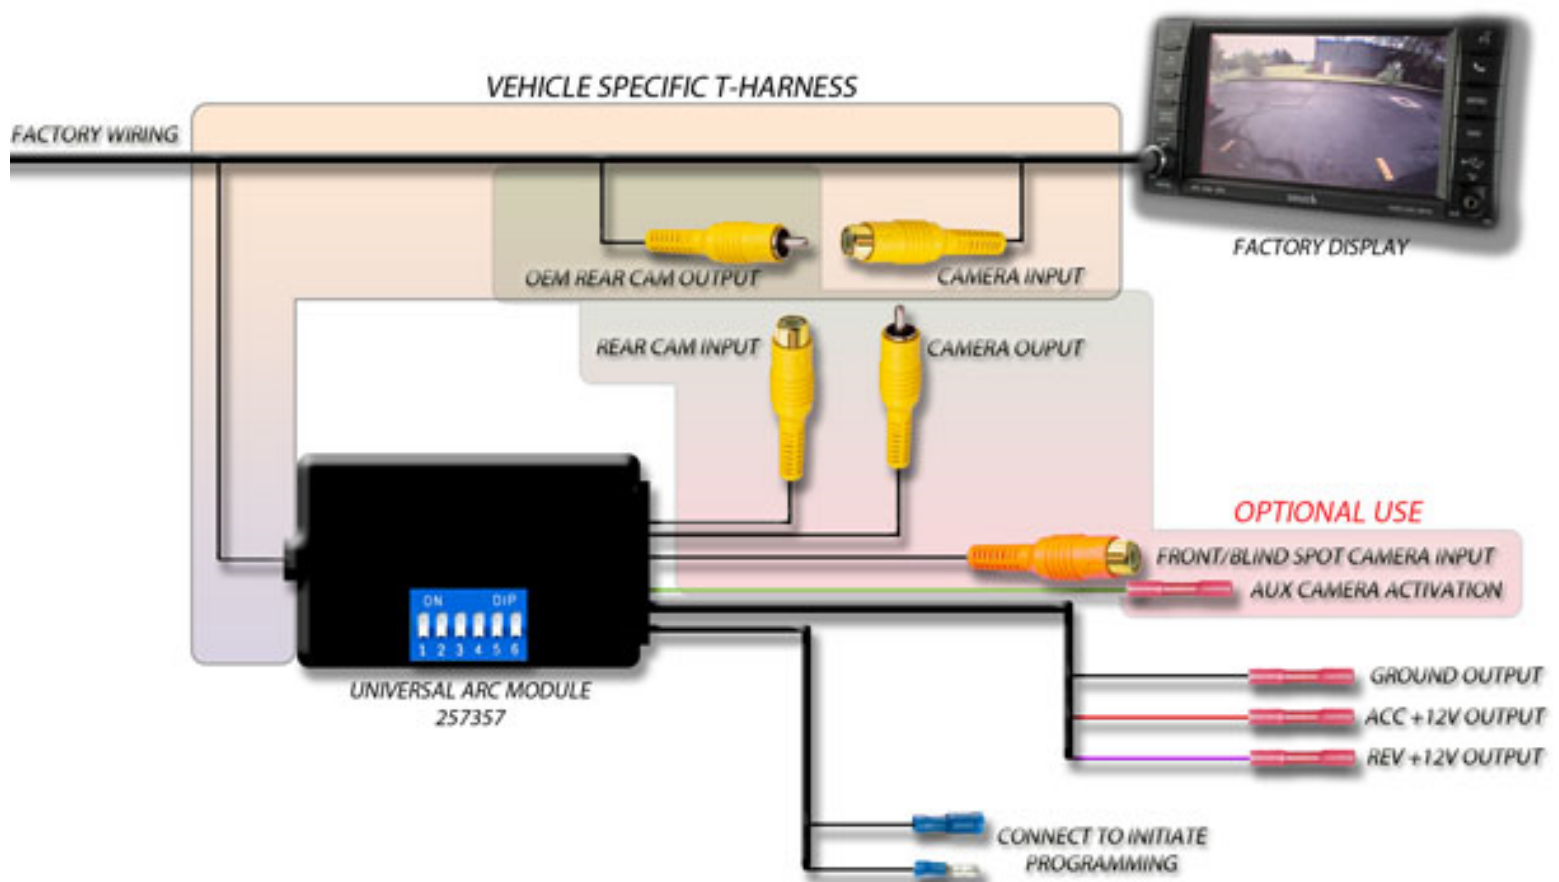 VEHICLE SPECIFIC T-HARNESS
FACTORY WIRING
FACTORY DISPLAY
OEM REAR CAM OUTPUT
CAMERA INPUT
REAR CAM INPUT
CAMERA OUPUT
OPTIONAL USE
FRONT/BLIND SPOT CAMERA INPUT
AUX CAMERA ACTIVATION
ON DIP
1 2 3 4 5 6
UNIVERSAL ARC MODULE
257357
GROUND OUTPUT
ACC +12V OUTPUT
REV +12V OUTPUT
CONNECT TO INITIATE
PROGRAMMING